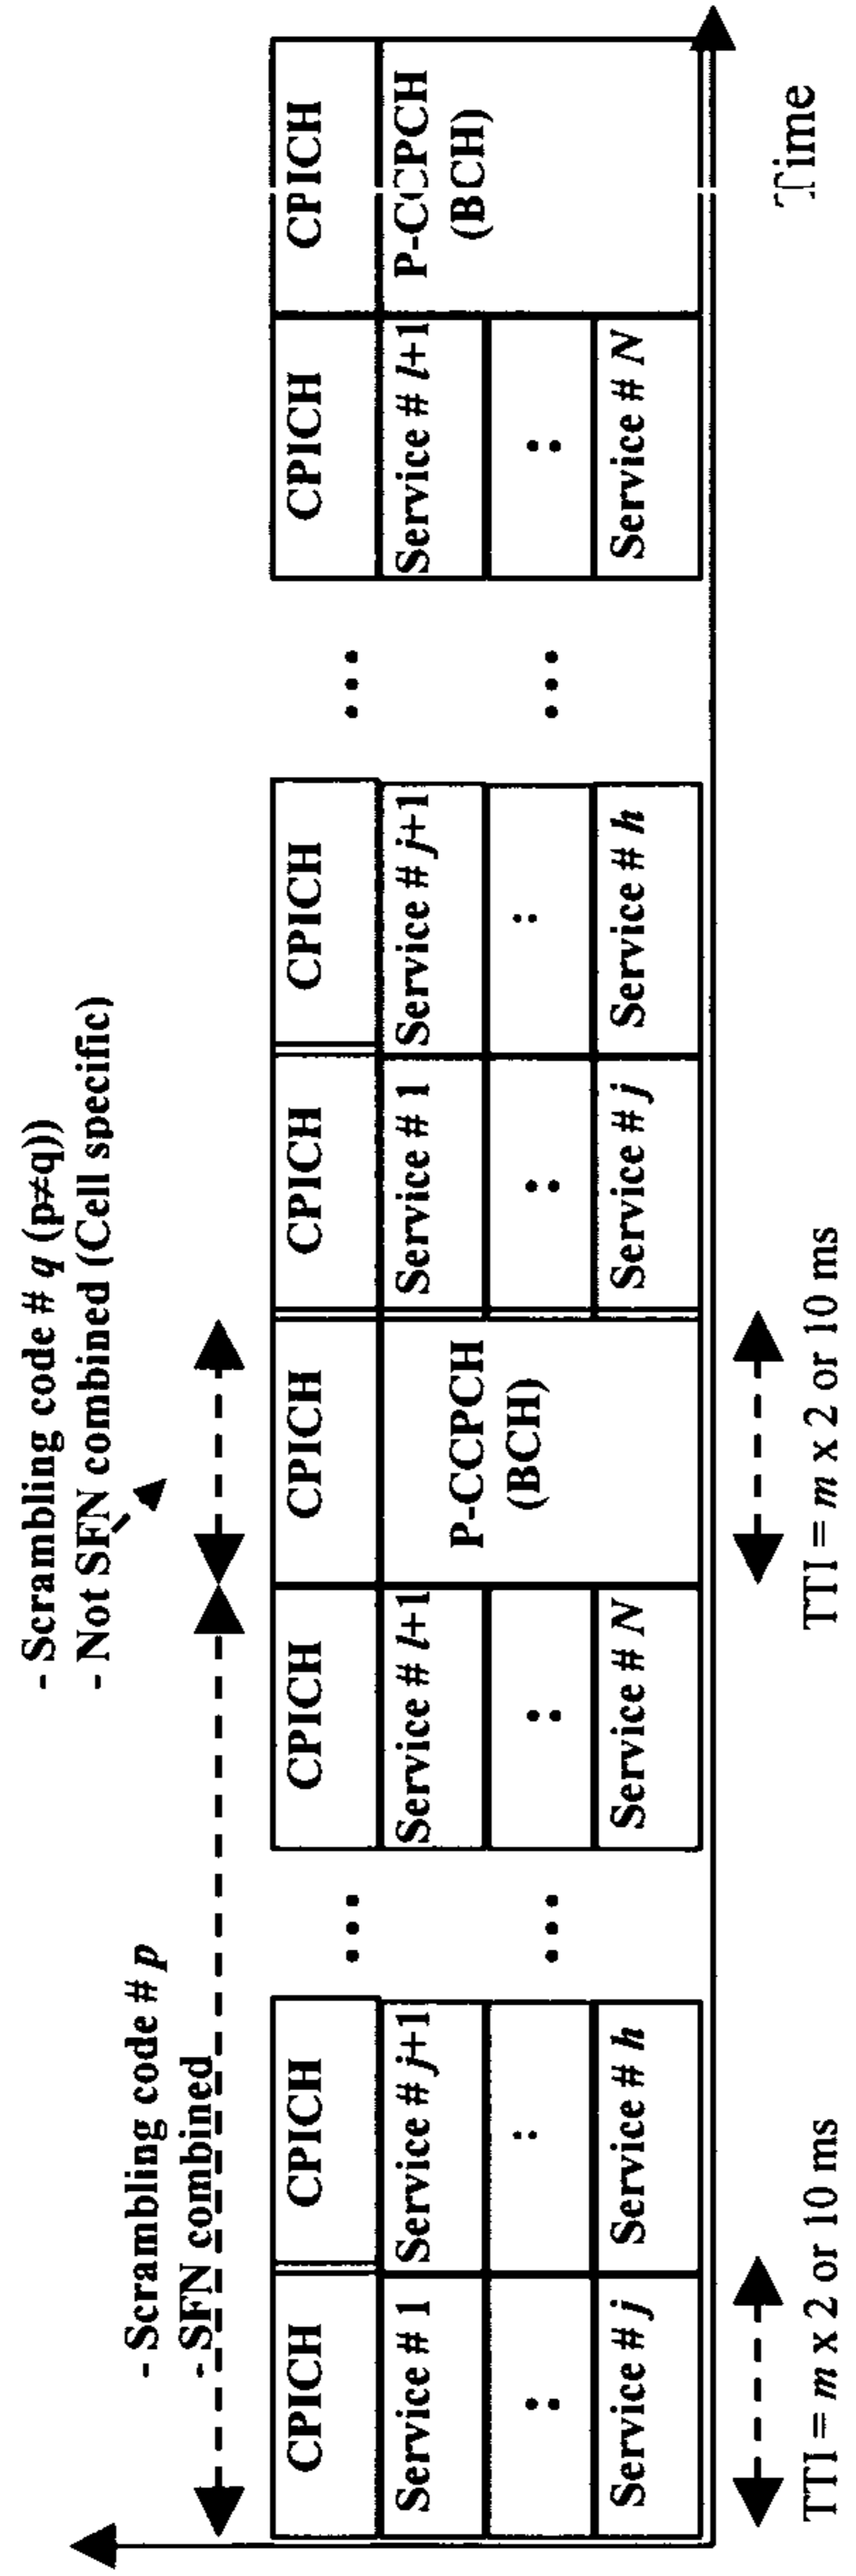 - Scrambling code # q (p≠q))
- Not SFN combined (Cell specific)
- Scrambling code # p
- SFN combined
CPICH
Service # 1
:
Service # j
CPICH
Service # j+1
:
Service # h
...
...
CPICH
Service # l+1
:
Service # N
CPICH
P-CCPCH
(BCH)
CPICH
Service # 1
:
Service # j
CPICH
Service # j+1
:
Service # h
...
...
CPICH
Service # l+1
:
Service # N
CPICH
P-CCPCH
(BCH)
TTI = m x 2 or 10 ms
TTI = m x 2 or 10 ms
Time